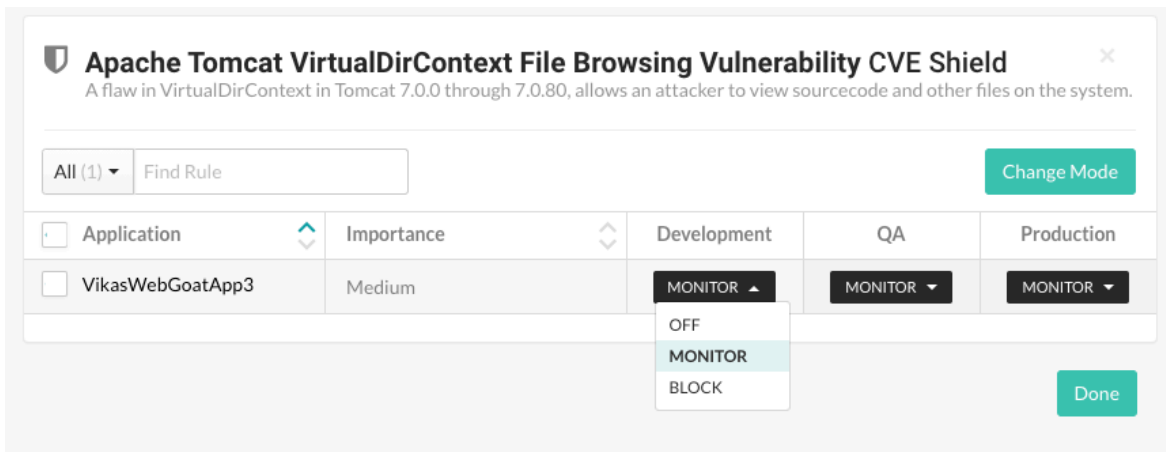 Apache Tomcat VirtualDirContext File Browsing Vulnerability CVE Shield
A flaw in VirtualDirContext in Tomcat 7.0.0 through 7.0.80, allows an attacker to view sourcecode and other files on the system.
All (1) Find Rule Change Mode
Application Importance Development QA Production
VikasWebGoatApp3 Medium MONITOR MONITOR MONITOR
OFF
MONITOR
BLOCK
Done